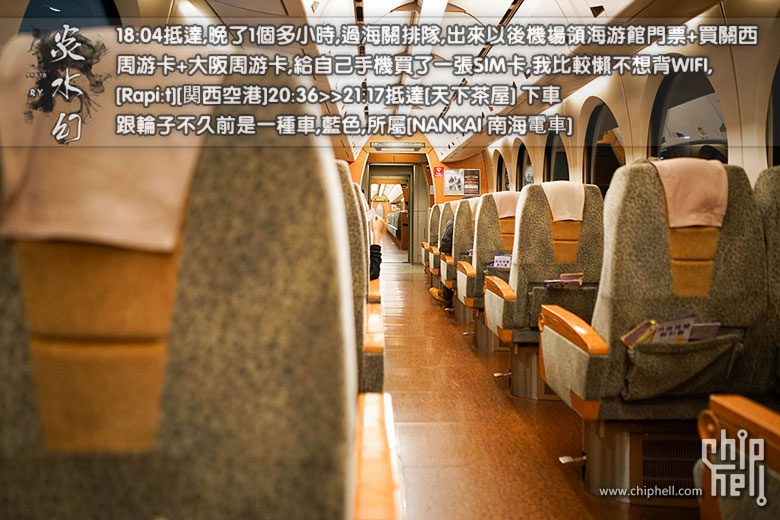 18:04抵達,晚了1個多小時,過海關排隊,出來以後機場領海游館門票+買關西
周游卡+大阪周游卡,給自己手機買了一張SIM卡,我比較懶不想背WIFI,
[Rapi:t][関西空港]20:36>>21:17抵達[天下茶屋] 下車
跟輪子不久前是一種車,藍色,所屬[NANKAI 南海電車]
泉水幻
PHOTO
BY
www.chiphell.com
chip
hell